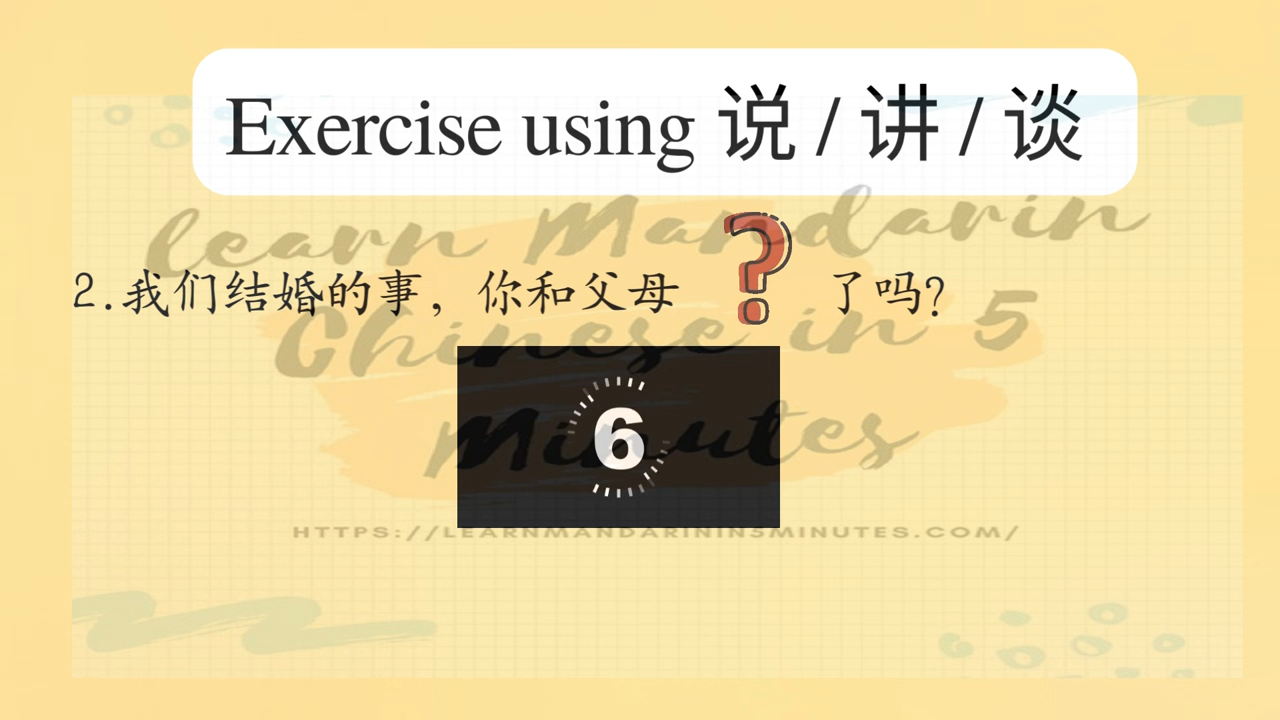 Exercise using 说 / 讲 / 谈
2.我们结婚的事，你和父母 ? 了吗?
6
learn Mandarin
Chinese in 5
Minutes
HTTPS://LEARNMANDARININ5MINUTES.COM/